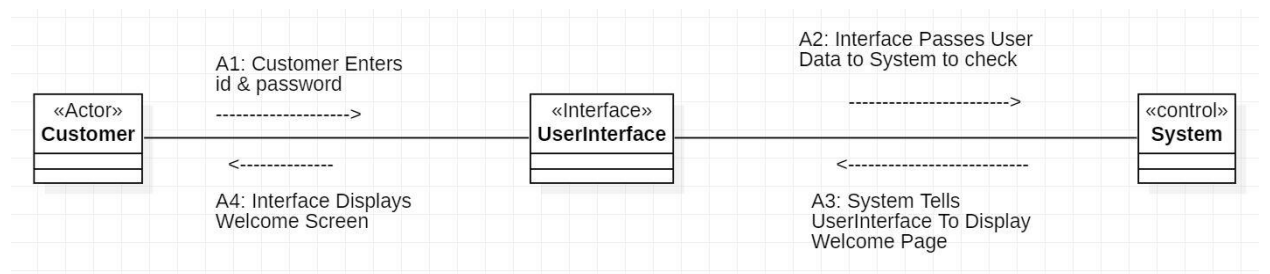 A1: Customer Enters
id & password
A2: Interface Passes User
Data to System to check
«Actor»
Customer
------------------->
«Interface»
UserInterface
----------------------->
«control»
System
<-------------
<--------------------------
A4: Interface Displays
Welcome Screen
A3: System Tells
UserInterface To Display
Welcome Page